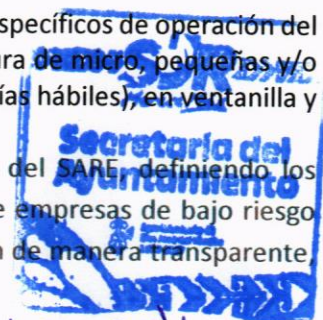 specíficos de operación del
ura de micro, pequeñas y/o
ías hábiles), en ventanilla y
Secretaría del
Ayuntamiento
del SARE, definiendo los
e empresas de bajo riesgo
de manera transparente,